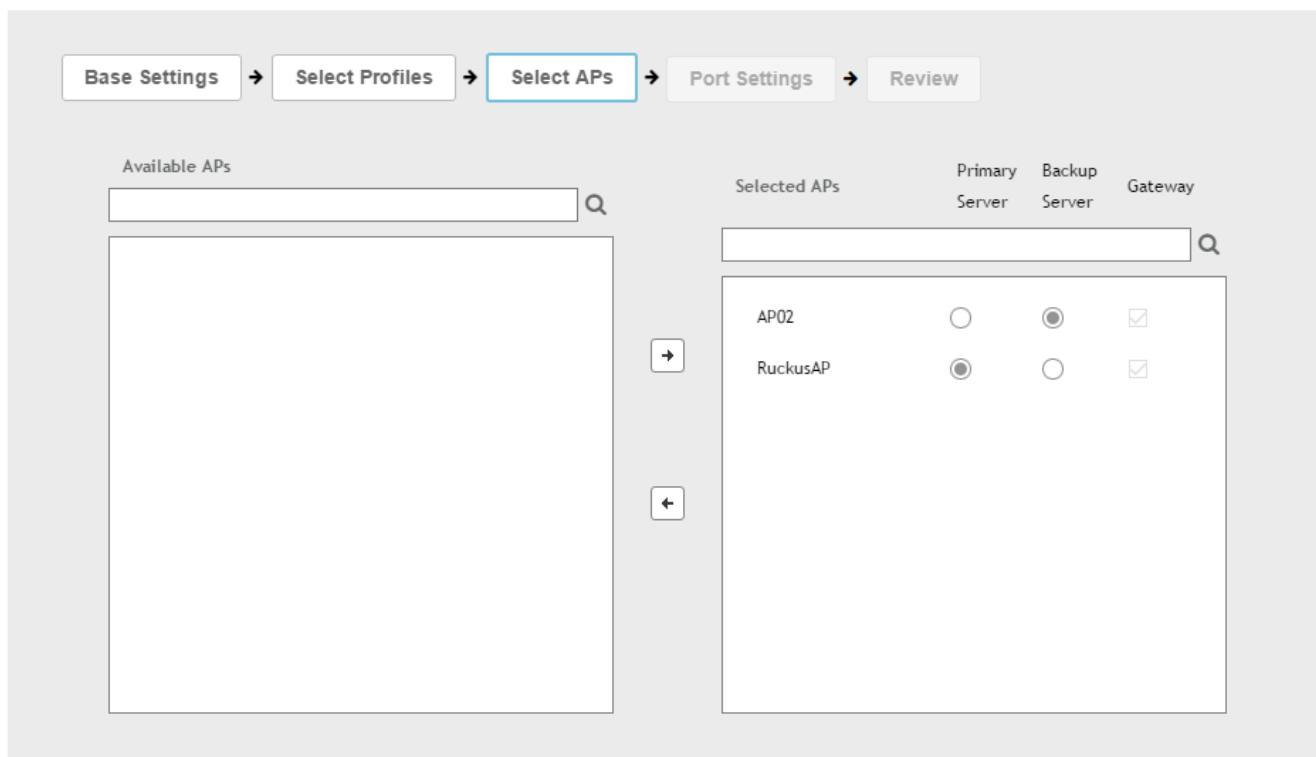 Base Settings → Select Profiles → Select APs → Port Settings → Review
Available APs
Selected APs
Primary Server
Backup Server
Gateway
AP02
RuckusAP